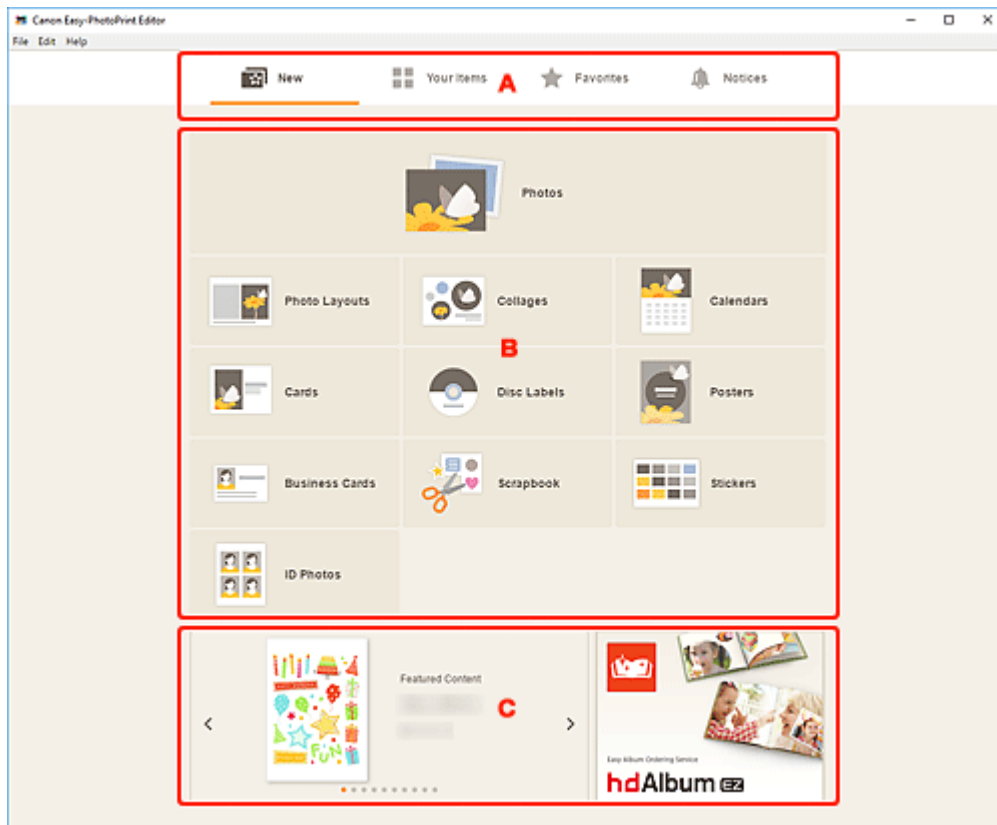 Canon Easy-PhotoPrint Editor
File Edit Help
New Your Items A Favorites Notices
Photos
Photo Layouts Collages Calendars
B
Cards Disc Labels Posters
Business Cards Scrapbook Stickers
ID Photos
Featured Content
C
FUN
Easy Album Ordering Service
hdAlbum EZ